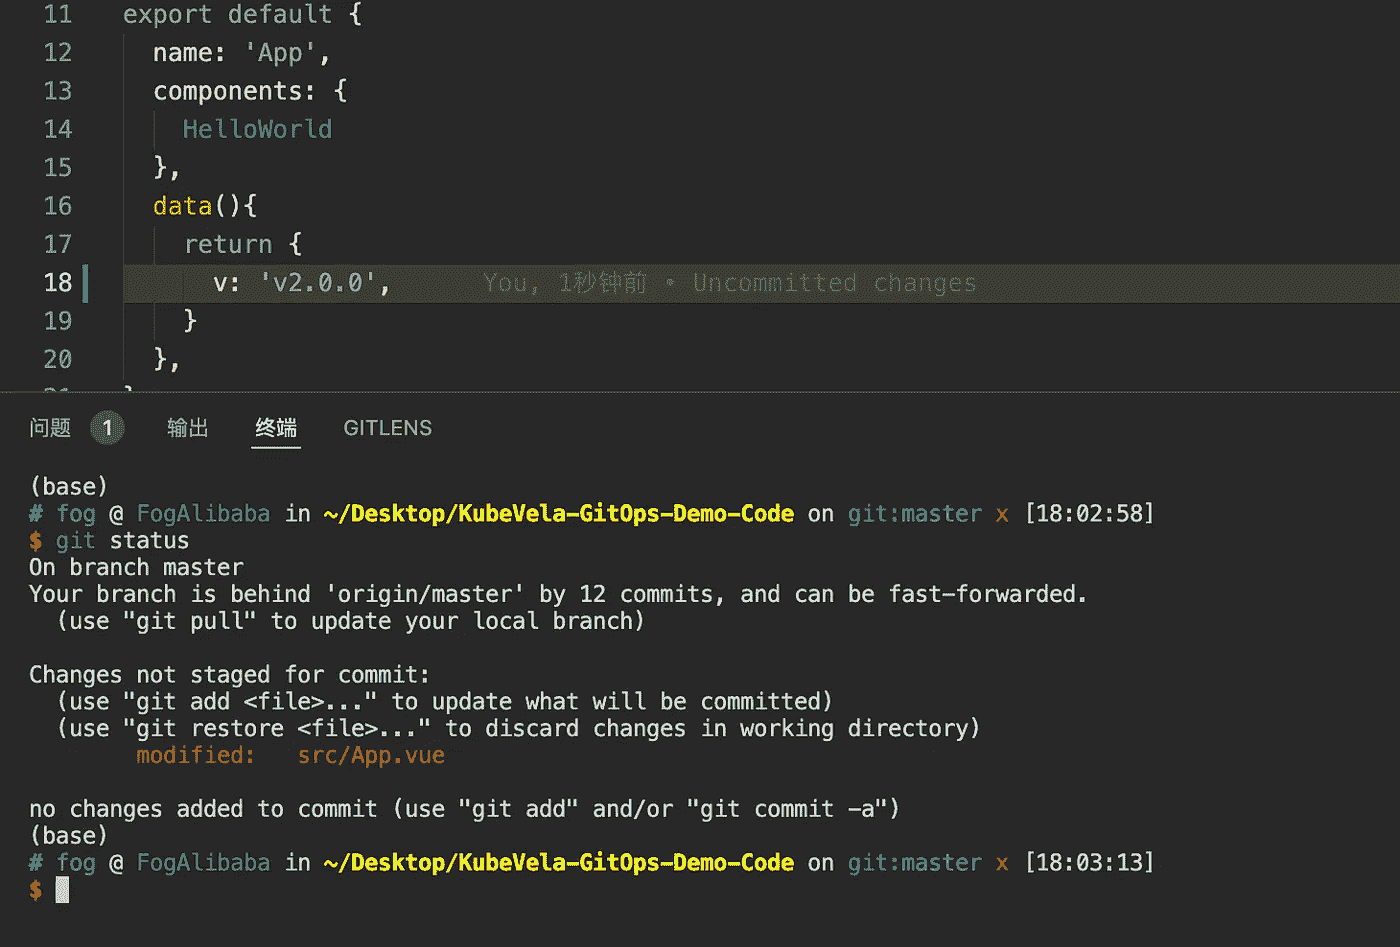 11 export default {
12 name: 'App',
13 components: {
14 HelloWorld
15 },
16 data(){
17 return {
18 v: 'v2.0.0', You, 1秒钟前 • Uncommitted changes
19 }
20 },
问题 1 输出 终端 GITLENS
(base)
# fog @ FogAlibaba in ~/Desktop/KubeVela-GitOps-Demo-Code on git:master x [18:02:58]
$ git status
On branch master
Your branch is behind 'origin/master' by 12 commits, and can be fast-forwarded.
(use "git pull" to update your local branch)
Changes not staged for commit:
(use "git add <file>..." to update what will be committed)
(use "git restore <file>..." to discard changes in working directory)
modified: src/App.vue
no changes added to commit (use "git add" and/or "git commit -a")
(base)
# fog @ FogAlibaba in ~/Desktop/KubeVela-GitOps-Demo-Code on git:master x [18:03:13]
$